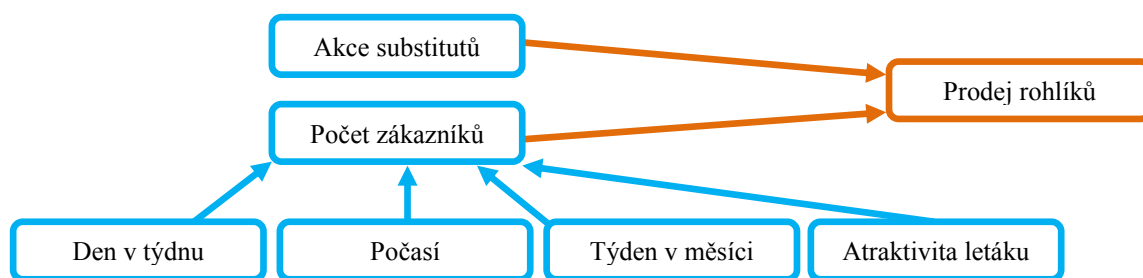 Akce substitutů
Prodej rohlíků
Počet zákazníků
Den v týdnu
Počasí
Týden v měsíci
Atraktivita letáku